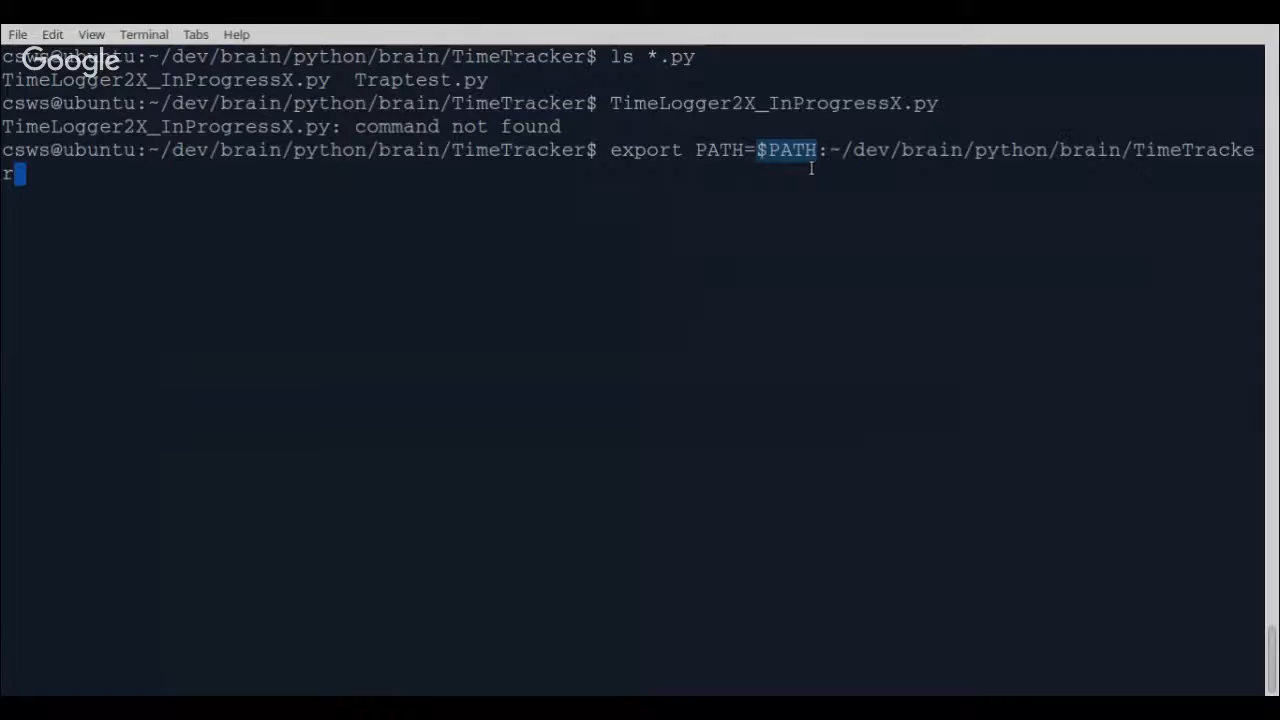 File Edit View Terminal Tabs Help
Google
csws@ubuntu:~/dev/brain/python/brain/TimeTracker$ ls *.py
TimeLogger2X_InProgressX.py  Traptest.py
csws@ubuntu:~/dev/brain/python/brain/TimeTracker$ TimeLogger2X_InProgressX.py
TimeLogger2X_InProgressX.py: command not found
csws@ubuntu:~/dev/brain/python/brain/TimeTracker$ export PATH=$PATH:~/dev/brain/python/brain/TimeTracke
r